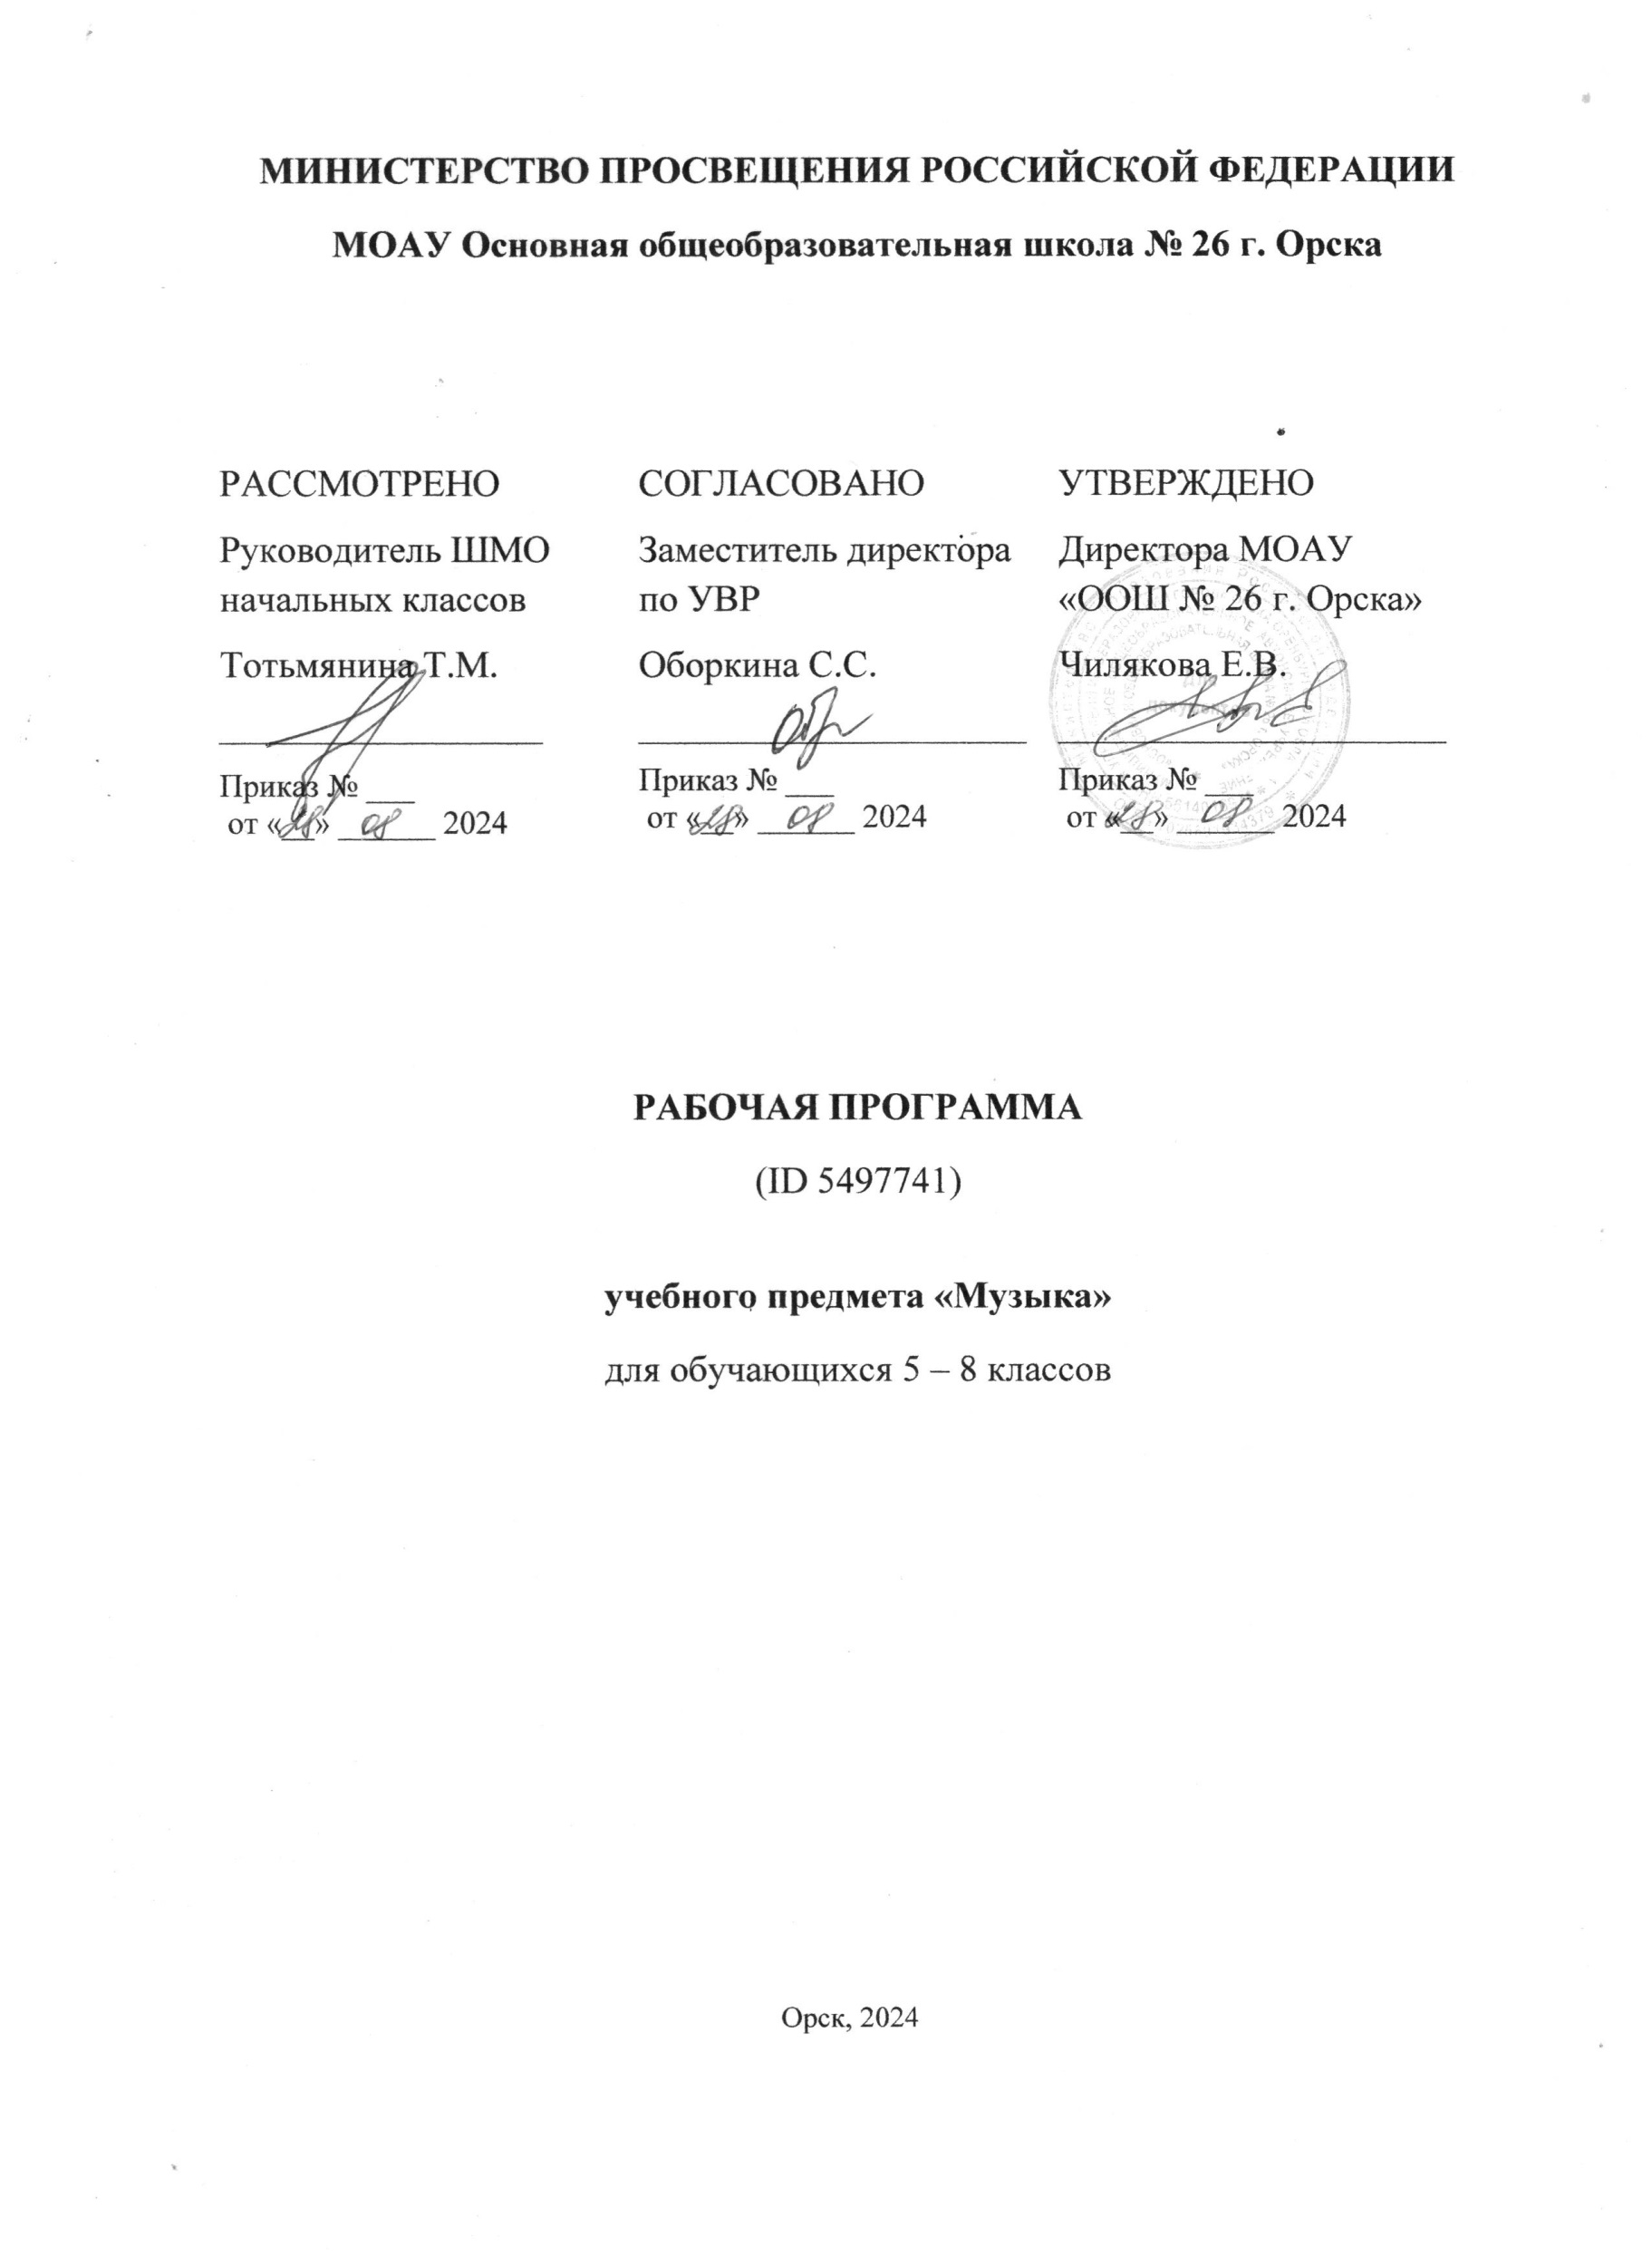 МИНИСТЕРСТВО ПРОСВЕЩЕНИЯ РОССИЙСКОЙ ФЕДЕРАЦИИ
МОАУ Основная общеобразовательная школа № 26 г. Орска
РАССМОТРЕНО
Руководитель ШМО
начальных классов
Тотьмянина Т.М.
Приказ № ___
от «28» 08 2024
СОГЛАСОВАНО
Заместитель директора
по УВР
Оборкина С.С.
Приказ № ___
от «28» 08 2024
УТВЕРЖДЕНО
Директора МОАУ
«ООШ № 26 г. Орска»
Чилякова Е.В.
Приказ № ___
от «28» 08 2024
РАБОЧАЯ ПРОГРАММА
(ID 5497741)
учебного предмета «Музыка»
для обучающихся 5 – 8 классов
Орск, 2024